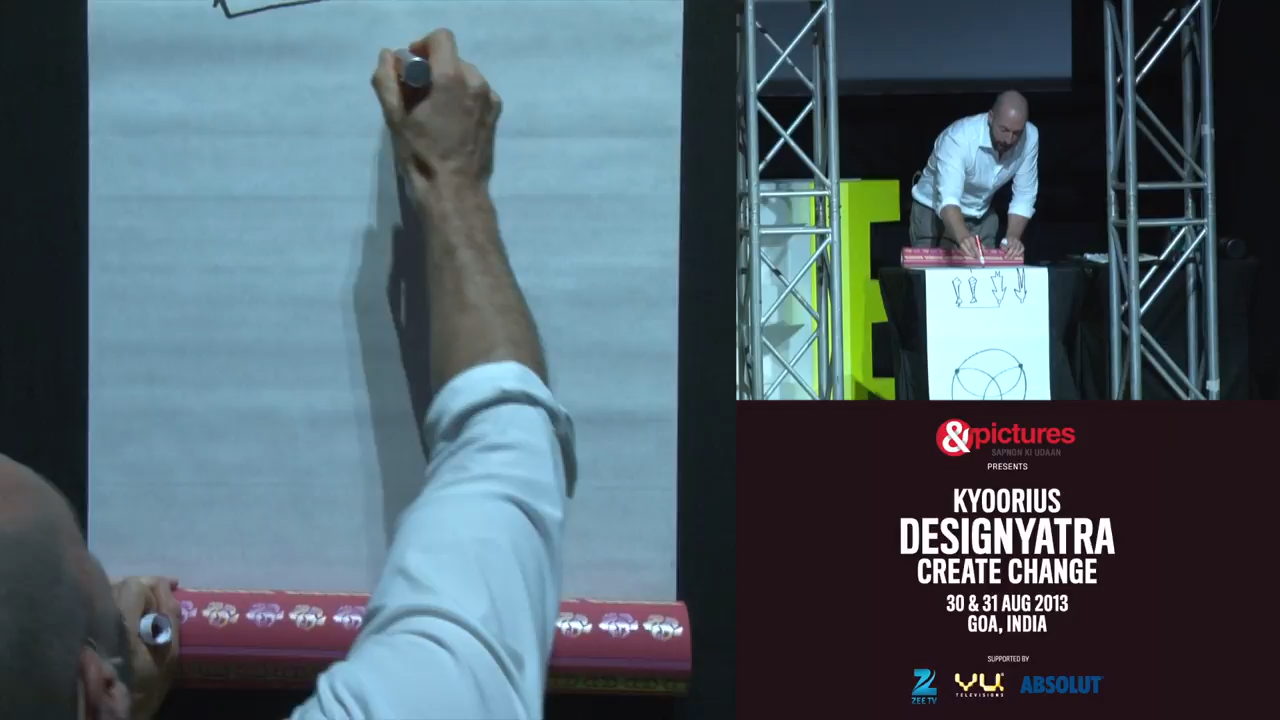 E
&pictures
SAPNON KI UDAAN
PRESENTS
KYOORIUS
DESIGNYATRA
CREATE CHANGE
30 & 31 AUG 2013
GOA, INDIA
SUPPORTED BY
Z
ZEE TV
VU
TELEVISIONS
ABSOLUT